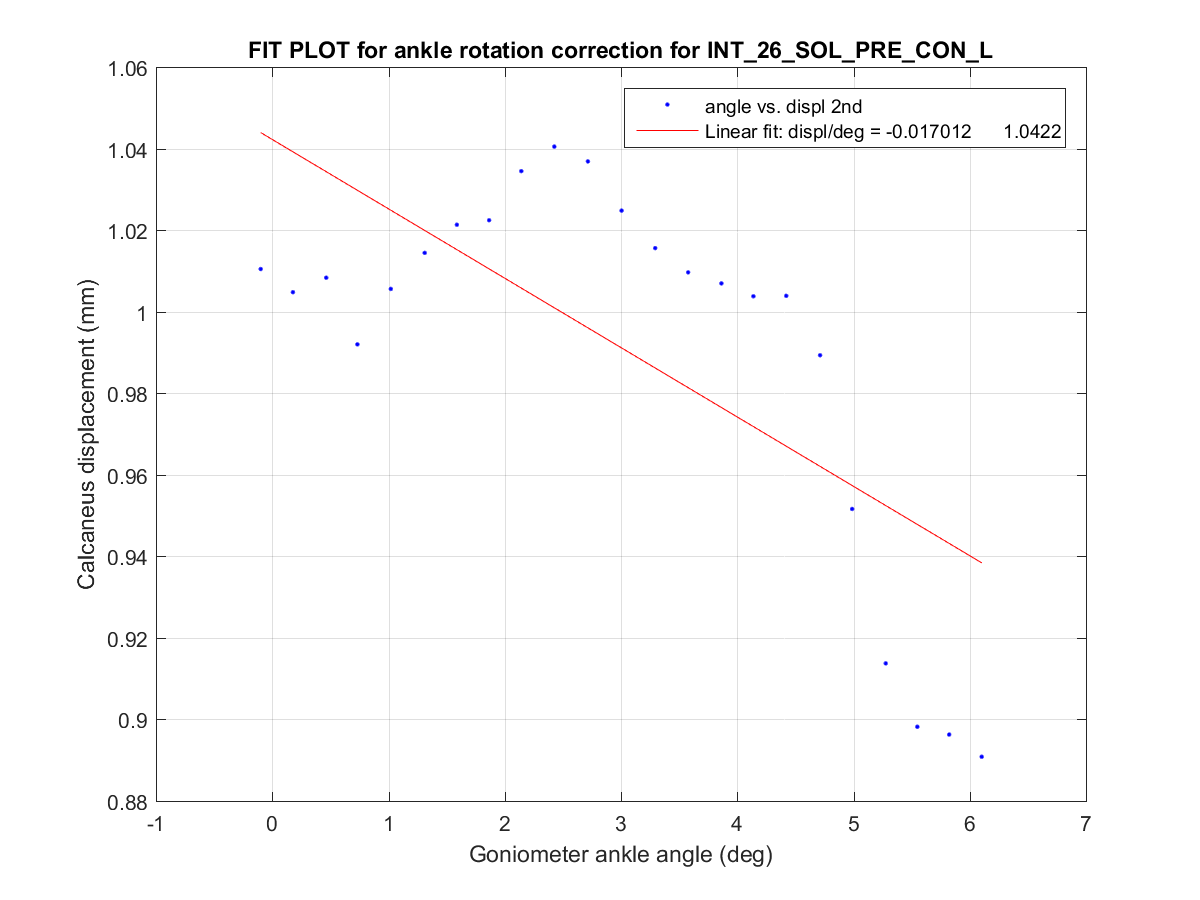 FIT PLOT for ankle rotation correction for INT_26_SOL_PRE_CON_L
1.06
angle vs. displ 2nd
Linear fit: displ/deg = -0.017012 1.0422
1.04
1.02
1
0.98
0.96
0.94
0.92
0.9
0.88
Calcaneus displacement (mm)
-1 0 1 2 3 4 5 6 7
Goniometer ankle angle (deg)